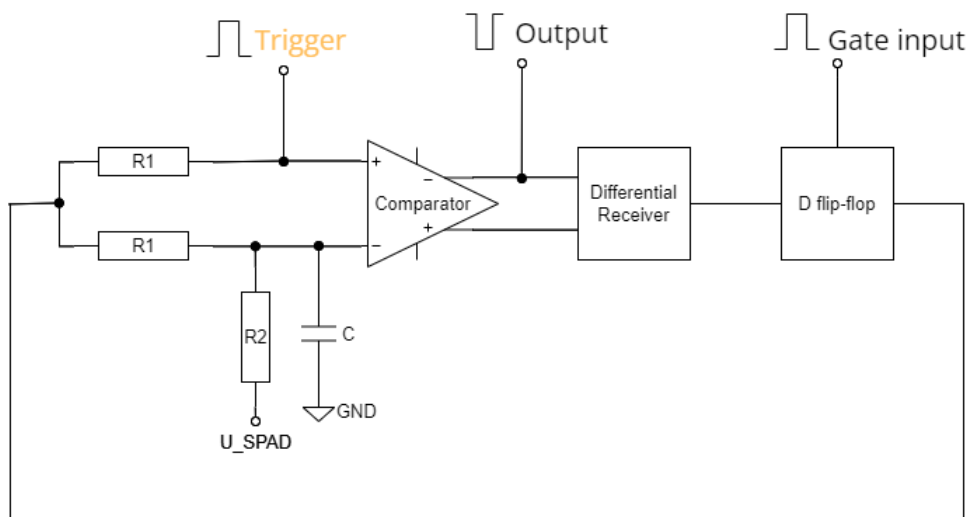 Trigger
Output
Gate input
R1
+
−
Comparator
+
Differential
Receiver
D flip-flop
R1
−
R2
C
GND
U_SPAD